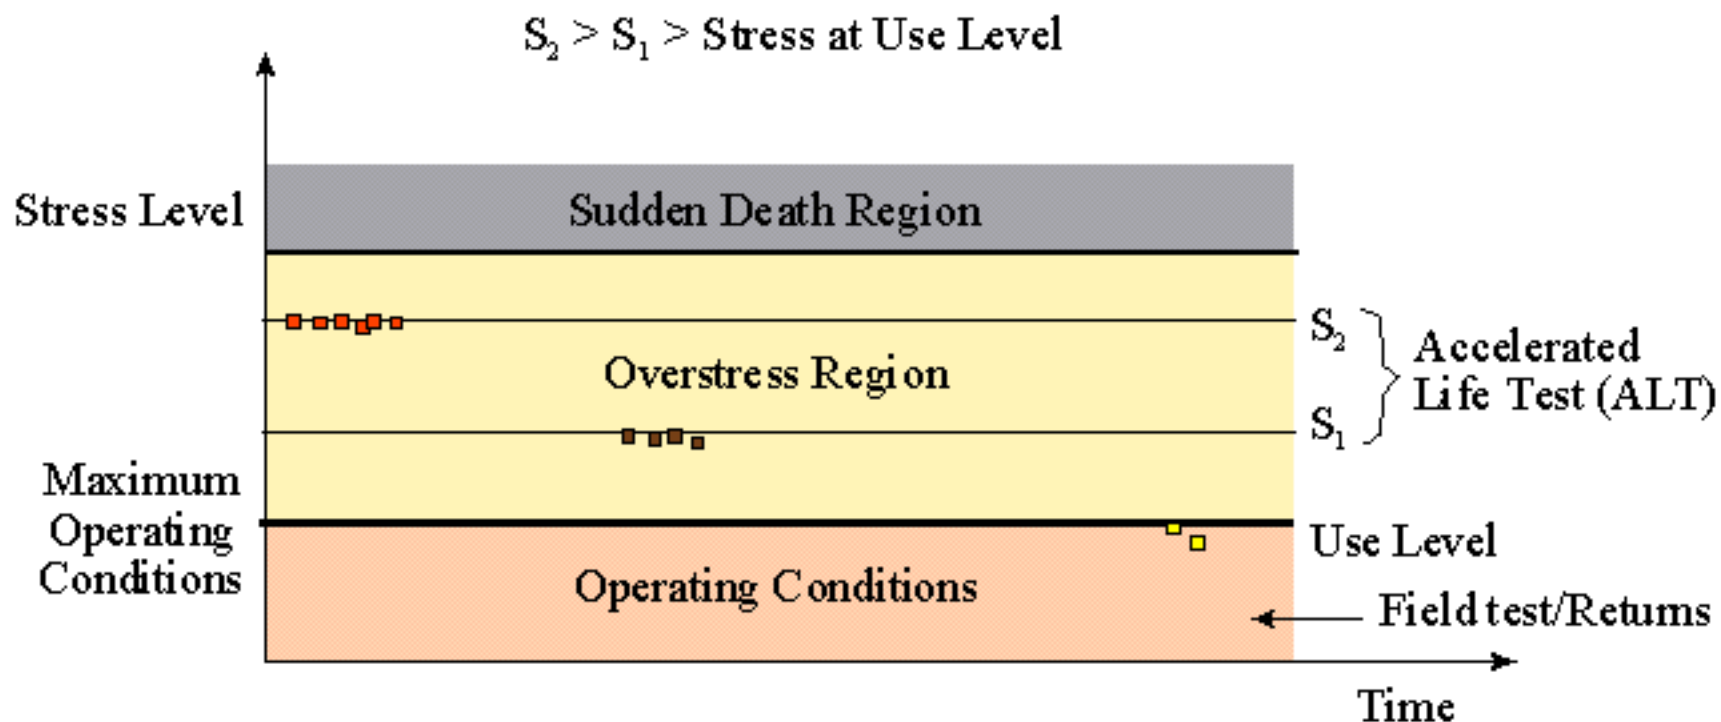 S₂ > S₁ > Stress at Use Level
Stress Level
Sudden Death Region
S₂
Overstress Region
Accelerated
Life Test (ALT)
S₁
Maximum
Operating
Conditions
Use Level
Operating Conditions
Field test/Returns
Time